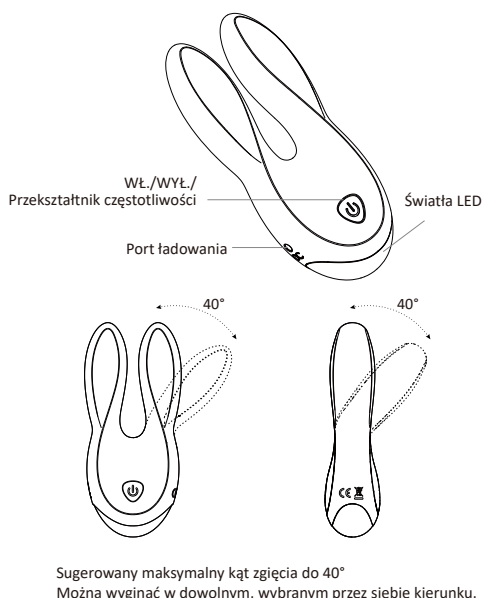 WŁ./WYŁ./
Przekształtnik częstotliwości
Światła LED
Port ładowania
40°
40°
CE
Sugerowany maksymalny kąt zgięcia do 40°
Można wyginać w dowolnym, wybranym przez siebie kierunku.